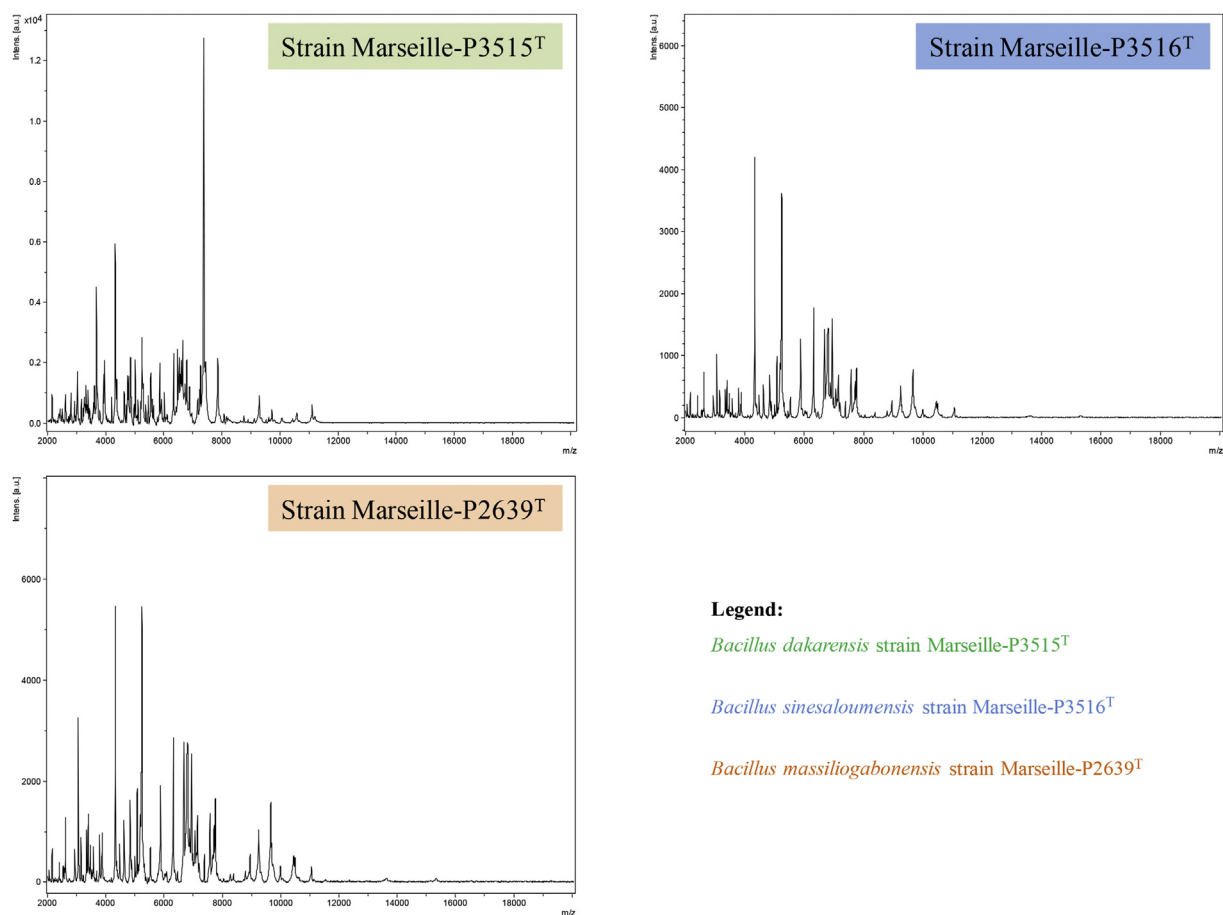 x10⁴
Intens. [a.u.]
Strain Marseille-P3515ᵀ
1.2
1.0
0.8
0.6
0.4
0.2
0.0
2000 4000 6000 8000 10000 12000 14000 16000 18000
m/z
Intens. [a.u.]
Strain Marseille-P3516ᵀ
6000
5000
4000
3000
2000
1000
0
2000 4000 6000 8000 10000 12000 14000 16000 18000
m/z
Intens. [a.u.]
Strain Marseille-P2639ᵀ
6000
4000
2000
0
2000 4000 6000 8000 10000 12000 14000 16000 18000
m/z
Legend:
Bacillus dakarensis strain Marseille-P3515ᵀ
Bacillus sinesaloumensis strain Marseille-P3516ᵀ
Bacillus massiliogabonensis strain Marseille-P2639ᵀ